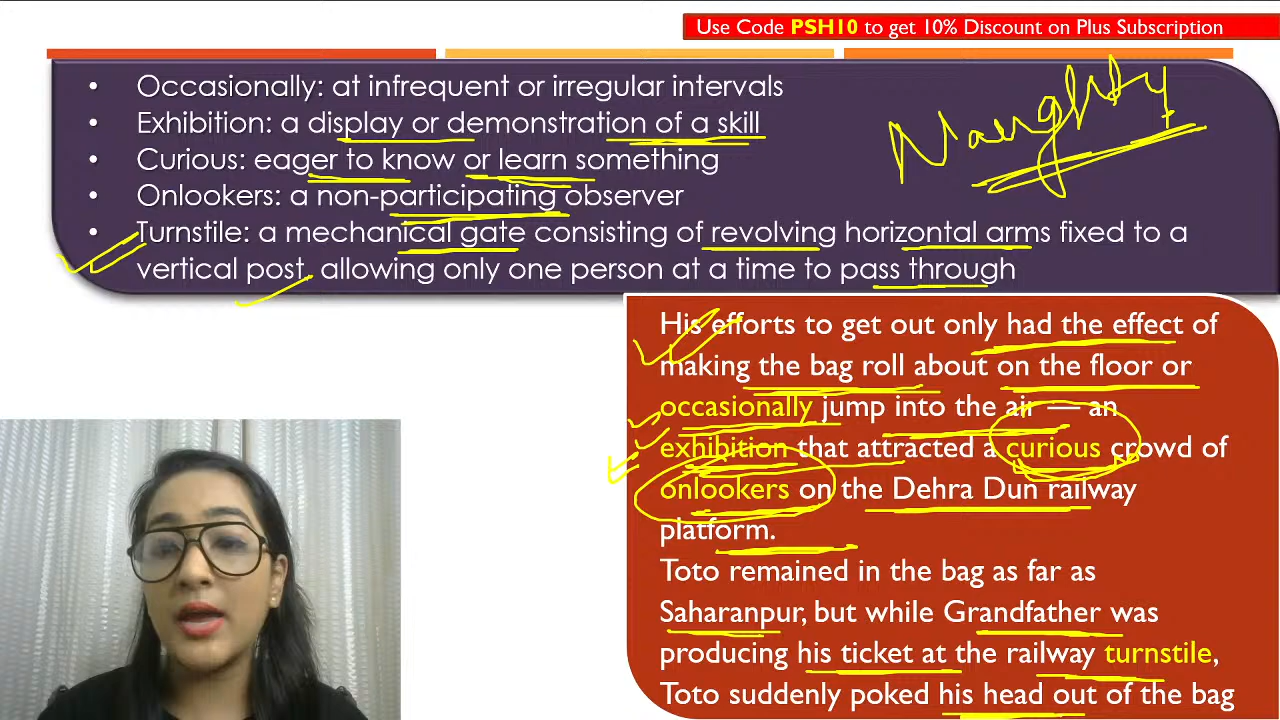 Use Code PSH10 to get 10% Discount on Plus Subscription
• Occasionally: at infrequent or irregular intervals
• Exhibition: a display or demonstration of a skill
• Curious: eager to know or learn something
• Onlookers: a non-participating observer
• Turnstile: a mechanical gate consisting of revolving horizontal arms fixed to a
vertical post, allowing only one person at a time to pass through
Naughty
His efforts to get out only had the effect of
making the bag roll about on the floor or
occasionally jump into the air — an
exhibition that attracted a curious crowd of
onlookers on the Dehra Dun railway
platform.
Toto remained in the bag as far as
Saharanpur, but while Grandfather was
producing his ticket at the railway turnstile,
Toto suddenly poked his head out of the bag